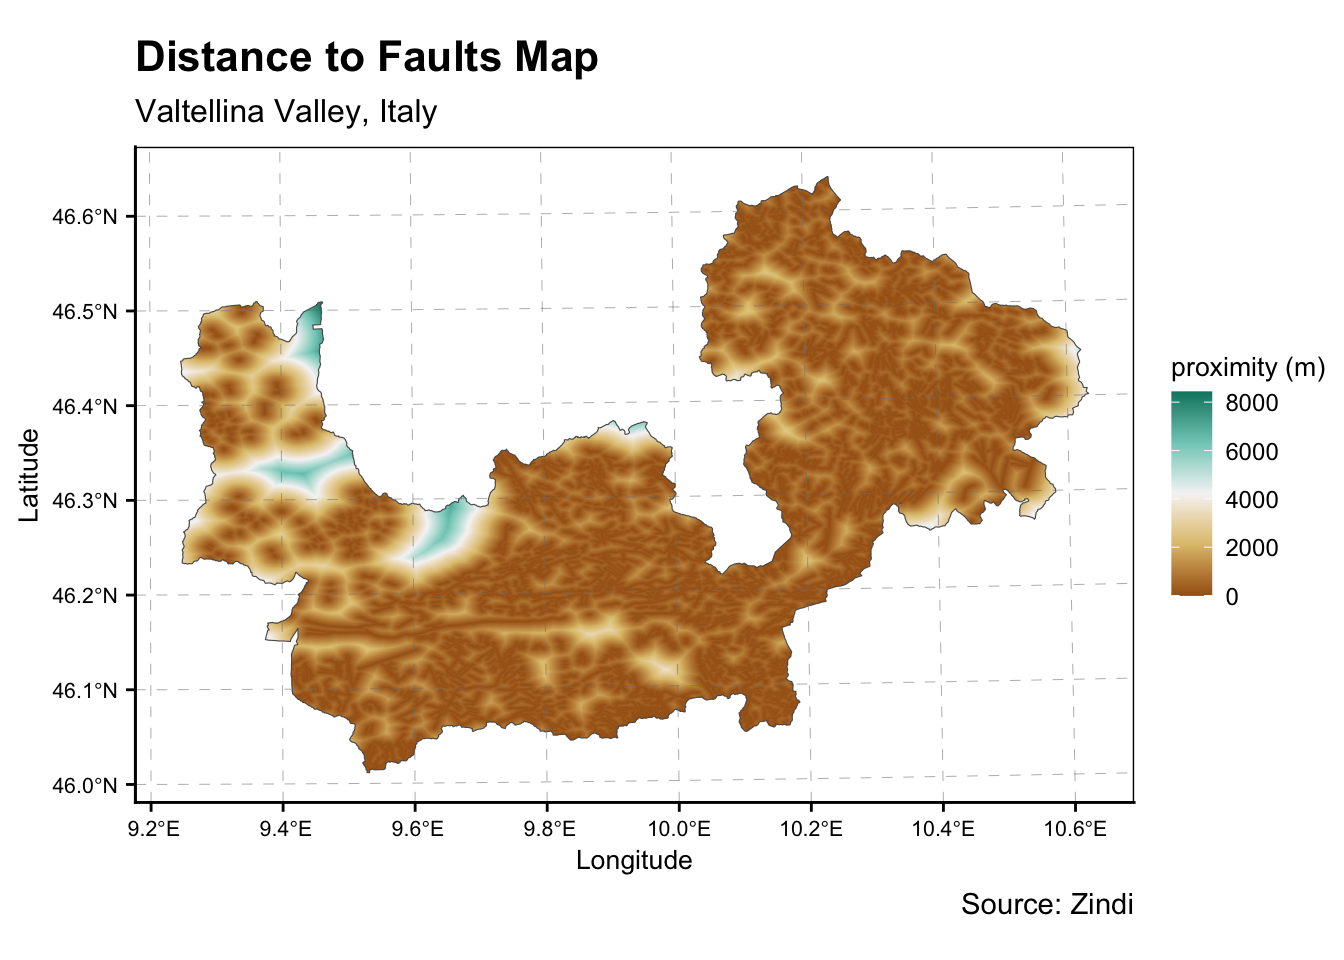 Distance to Faults Map
Valtellina Valley, Italy
46.6°N
46.5°N
46.4°N
46.3°N
46.2°N
46.1°N
46.0°N
Latitude
9.2°E 9.4°E 9.6°E 9.8°E 10.0°E 10.2°E 10.4°E 10.6°E
Longitude
proximity (m)
8000
6000
4000
2000
0
Source: Zindi